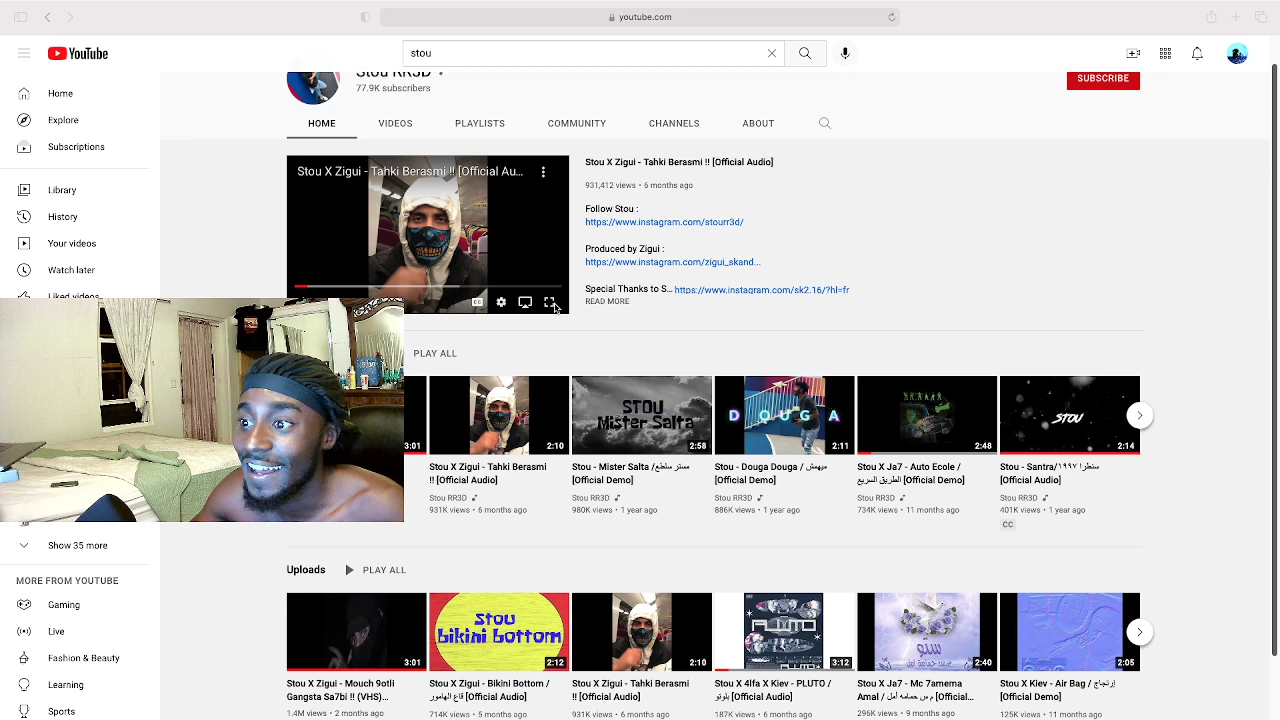 youtube.com
YouTube
stou
Stou RR3D
77.9K subscribers
SUBSCRIBE
HOME
VIDEOS
PLAYLISTS
COMMUNITY
CHANNELS
ABOUT
Home
Explore
Subscriptions
Library
History
Your videos
Watch later
Liked videos
Show 35 more
MORE FROM YOUTUBE
Gaming
Live
Fashion & Beauty
Learning
Sports
Stou X Zigui - Tahki Berasmi !! [Official Au...
CC
Stou X Zigui - Tahki Berasmi !! [Official Audio]
931,412 views • 6 months ago
Follow Stou :
https://www.instagram.com/stourr3d/
Produced by Zigui :
https://www.instagram.com/zigui_skand...
Special Thanks to S... https://www.instagram.com/sk2.16/?hl=fr
READ MORE
PLAY ALL
3:01
2:10
STOU
Mister Salta
2:58
DOUGA
2:11
2:48
STOU
2:14
Stou X Zigui - Tahki Berasmi
!! [Official Audio]
Stou RR3D
931K views • 6 months ago
Stou - Mister Salta / مستر سلطع
[Official Demo]
Stou RR3D
980K views • 1 year ago
Stou - Douga Douga /
[Official Demo]
Stou RR3D
886K views • 1 year ago
Stou X Ja7 - Auto Ecole /
الطريق السريع [Official Demo]
Stou RR3D
734K views • 11 months ago
Stou - Santra/سنطرا ١٩٩٧
[Official Audio]
Stou RR3D
401K views • 1 year ago
CC
Uploads
PLAY ALL
3:01
stou
bikini bottom
2:12
2:10
PLUTO
3:12
ستو
2:40
2:05
Stou X Zigui - Mouch 9otli
Gangsta Sa7bi !! (VHS)...
1.4M views • 2 months ago
Stou X Zigui - Bikini Bottom /
قاع الهامور [Official Audio]
714K views • 5 months ago
Stou X Zigui - Tahki Berasmi
!! [Official Audio]
931K views • 6 months ago
Stou X 4lfa X Kiev - PLUTO /
بلوتو [Official Audio]
187K views • 6 months ago
Stou X Ja7 - Mc 7amema
Amal / م س حمامه أمل [Official...
296K views • 9 months ago
Stou X Kiev - Air Bag / إرتجاج
[Official Demo]
125K views • 11 months ago